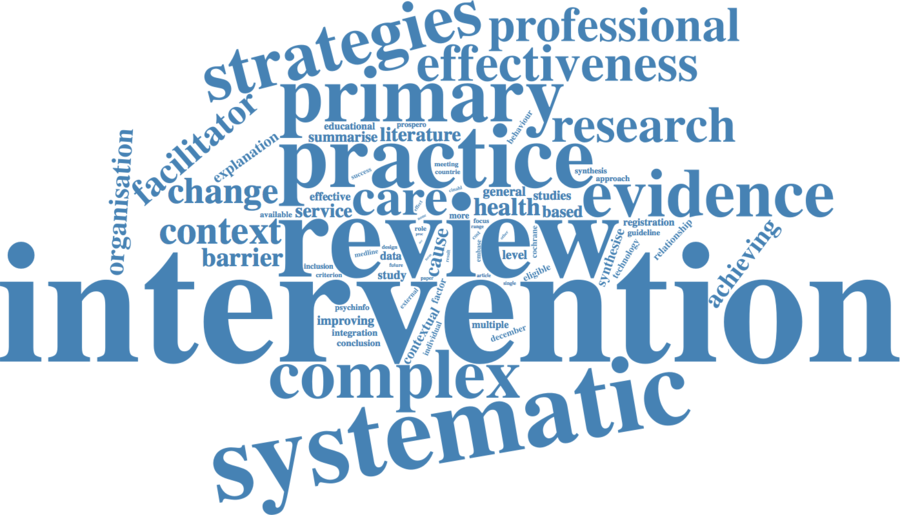 strategies
professional
effectiveness
primary
facilitator
educational
prospero
behaviour
research
summarise
literature
explanation
organisation
practice
meeting
countrie
success
synthesis
approach
change
effective
care
general
studies
evidence
available
service
more
health
based
context
review
role
focus
range
registration
guideline
relationship
barrier
medline
design
data
cause
level
cochrane
synthesise
technology
achieving
inclusion
criterion
future
study
paper
article
single
eligible
intervention
external
factor
psychinfo
improving
integration
conclusion
contextual
individual
multiple
december
complex
systematic